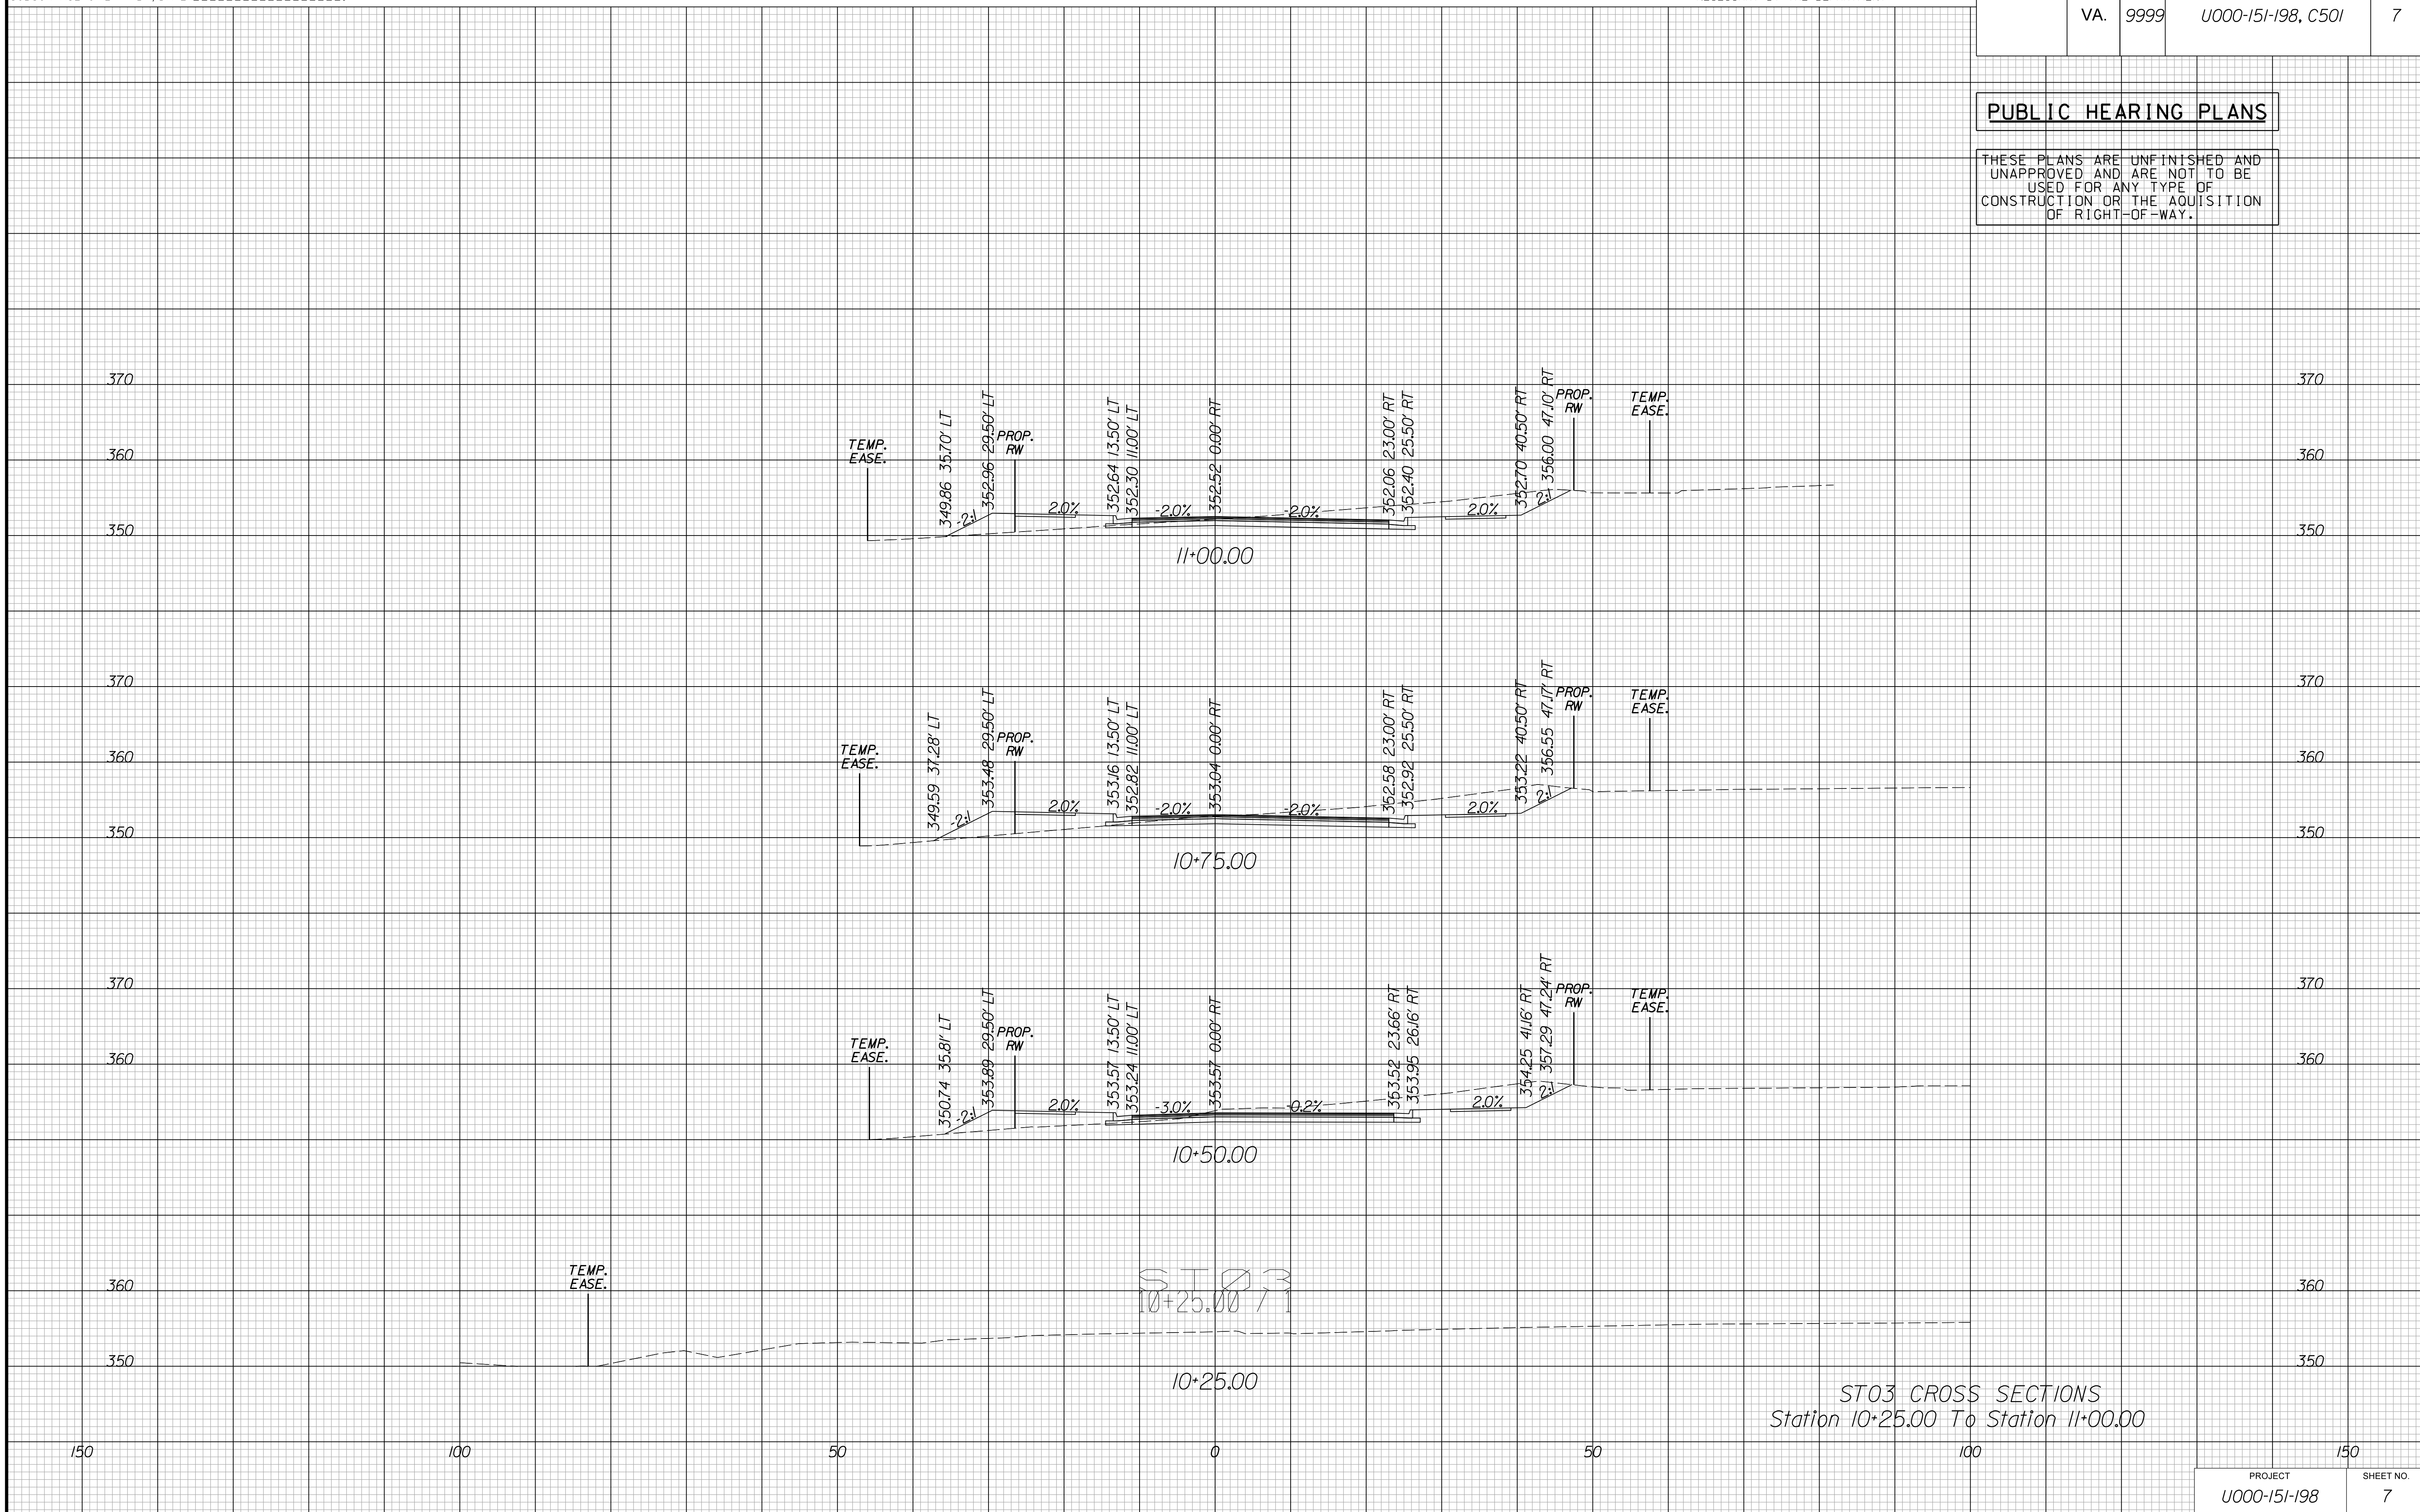 VA. 9999 U000-151-198, C501 7
PUBLIC HEARING PLANS
THESE PLANS ARE UNFINISHED AND
UNAPPROVED AND ARE NOT TO BE
USED FOR ANY TYPE OF
CONSTRUCTION OR THE AQUISITION
OF RIGHT-OF-WAY.
370 370
360 360
350 350
TEMP.
EASE.
349.86 35.70' LT
352.96 29.50' LT
PROP.
RW
352.64 13.50' LT
352.30 11.00' LT
352.52 0.00' RT
352.06 23.00' RT
352.40 25.50' RT
352.70 40.50' RT
356.00 47.10' RT
PROP.
RW
TEMP.
EASE.
-2:1 2.0% -2.0% -2.0% 2.0% 2:1
11+00.00
370 370
360 360
350 350
TEMP.
EASE.
349.59 37.28' LT
353.48 29.50' LT
PROP.
RW
353.16 13.50' LT
352.82 11.00' LT
353.04 0.00' RT
352.58 23.00' RT
352.92 25.50' RT
353.22 40.50' RT
356.55 47.17' RT
PROP.
RW
TEMP.
EASE.
-2:1 2.0% -2.0% -2.0% 2.0% 2:1
10+75.00
370 370
360 360
TEMP.
EASE.
350.74 35.81' LT
353.89 29.50' LT
PROP.
RW
353.57 13.50' LT
353.24 11.00' LT
353.57 0.00' RT
353.52 23.66' RT
353.95 26.16' RT
354.25 41.16' RT
357.29 47.24' RT
PROP.
RW
TEMP.
EASE.
-2:1 2.0% -3.0% -0.2% 2.0% 2:1
10+50.00
360 360
350 350
TEMP.
EASE.
ST03
10+25.00 / 1
10+25.00
ST03 CROSS SECTIONS
Station 10+25.00 To Station 11+00.00
150 100 50 0 50 100 150
PROJECT SHEET NO.
U000-151-198 7